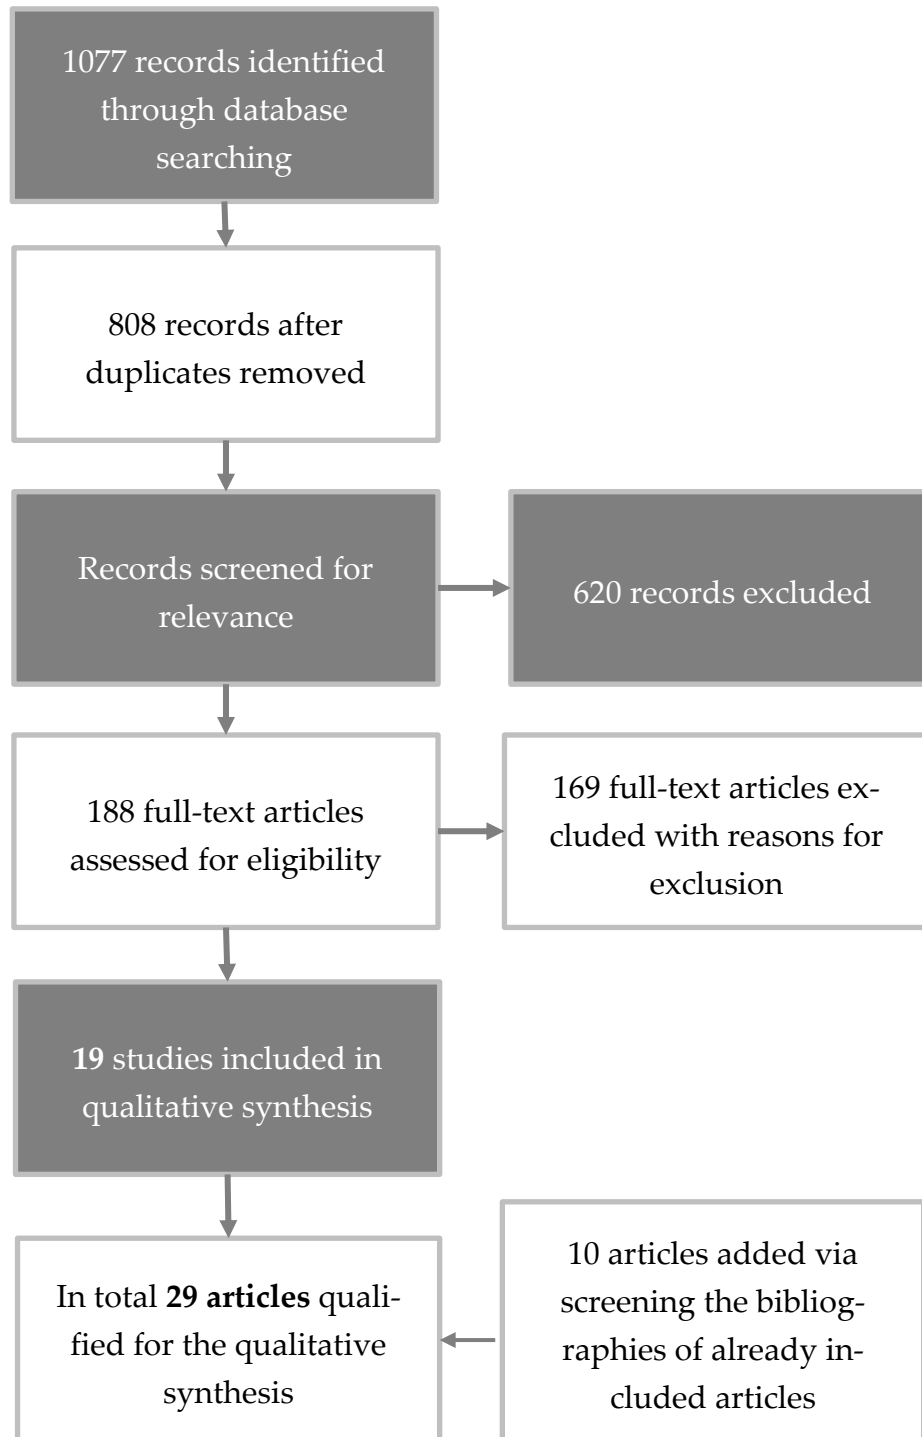 1077 records identified
through database
searching
808 records after
duplicates removed
Records screened for
relevance
620 records excluded
188 full-text articles
assessed for eligibility
169 full-text articles ex-
cluded with reasons for
exclusion
19 studies included in
qualitative synthesis
In total 29 articles quali-
fied for the qualitative
synthesis
10 articles added via
screening the bibliog-
raphies of already in-
cluded articles